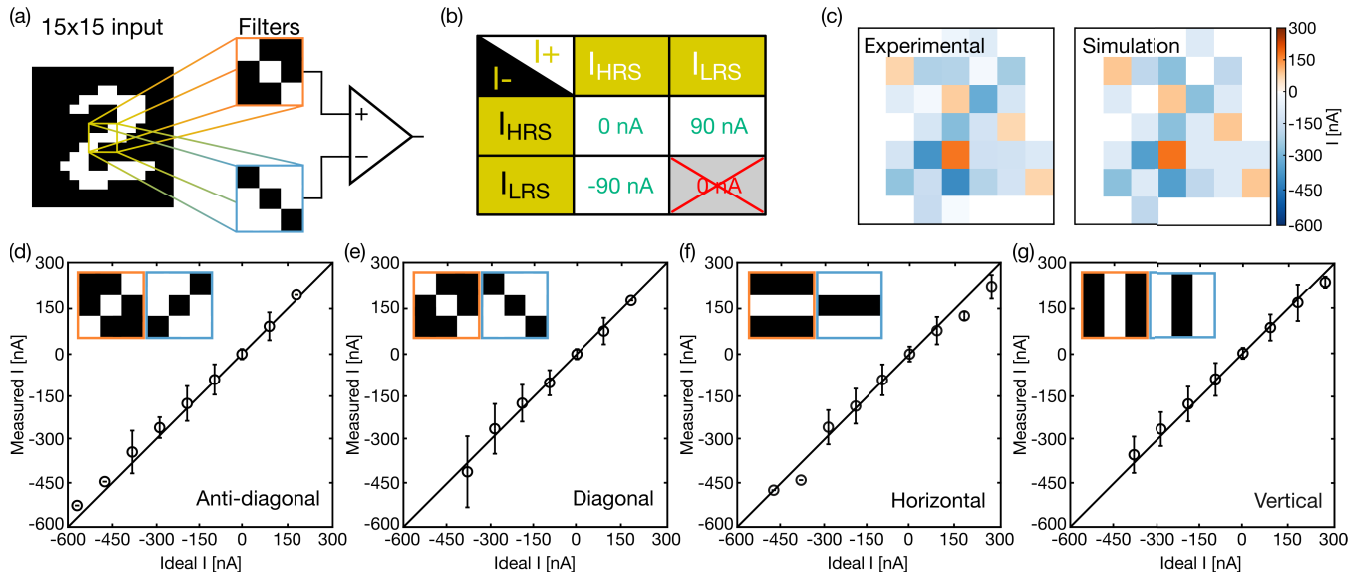 (a)
15x15 input
Filters
+
−
(b)
I+
I-
I_HRS
I_LRS
I_HRS
0 nA
90 nA
I_LRS
-90 nA
0 nA
(c)
Experimental
Simulation
300
150
0
-150
-300
-450
-600
I [nA]
(d)
300
150
0
-150
-300
-450
-600
Measured I [nA]
Anti-diagonal
-600
-450
-300
-150
0
150
300
Ideal I [nA]
(e)
300
150
0
-150
-300
-450
-600
Measured I [nA]
Diagonal
-600
-450
-300
-150
0
150
300
Ideal I [nA]
(f)
300
150
0
-150
-300
-450
-600
Measured I [nA]
Horizontal
-600
-450
-300
-150
0
150
300
Ideal I [nA]
(g)
300
150
0
-150
-300
-450
-600
Measured I [nA]
Vertical
-600
-450
-300
-150
0
150
300
Ideal I [nA]